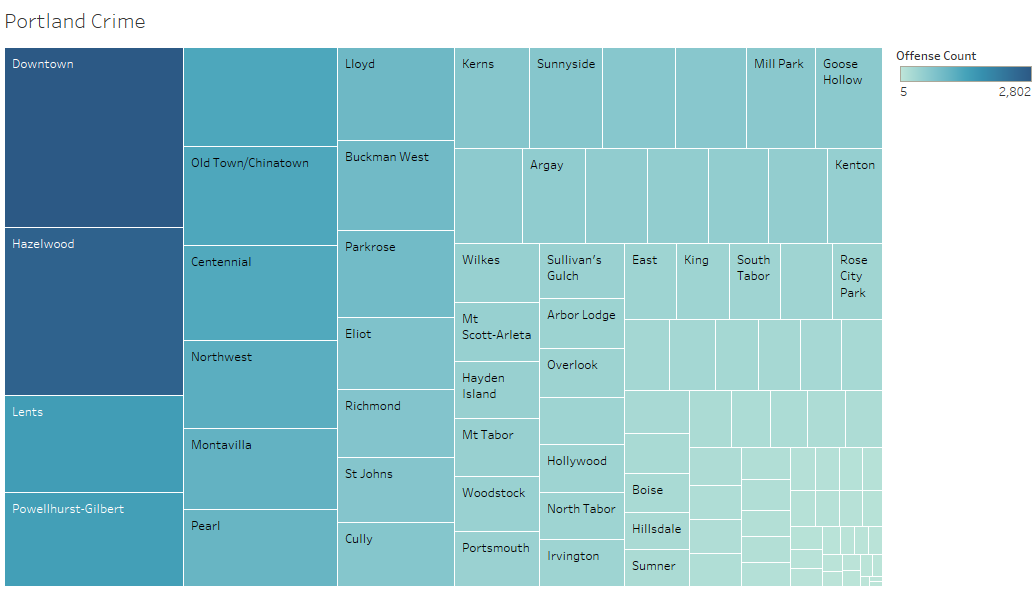 Portland Crime
Offense Count
5
2,802
Downtown
Hazelwood
Lents
Powellhurst-Gilbert
Old Town/Chinatown
Centennial
Northwest
Montavilla
Pearl
Lloyd
Buckman West
Parkrose
Eliot
Richmond
St Johns
Cully
Kerns
Sunnyside
Mill Park
Goose
Hollow
Argay
Kenton
Wilkes
Mt
Scott-Arleta
Hayden
Island
Mt Tabor
Woodstock
Portsmouth
Sullivan's
Gulch
Arbor Lodge
Overlook
Hollywood
North Tabor
Irvington
East
King
South
Tabor
Rose
City
Park
Boise
Hillsdale
Sumner